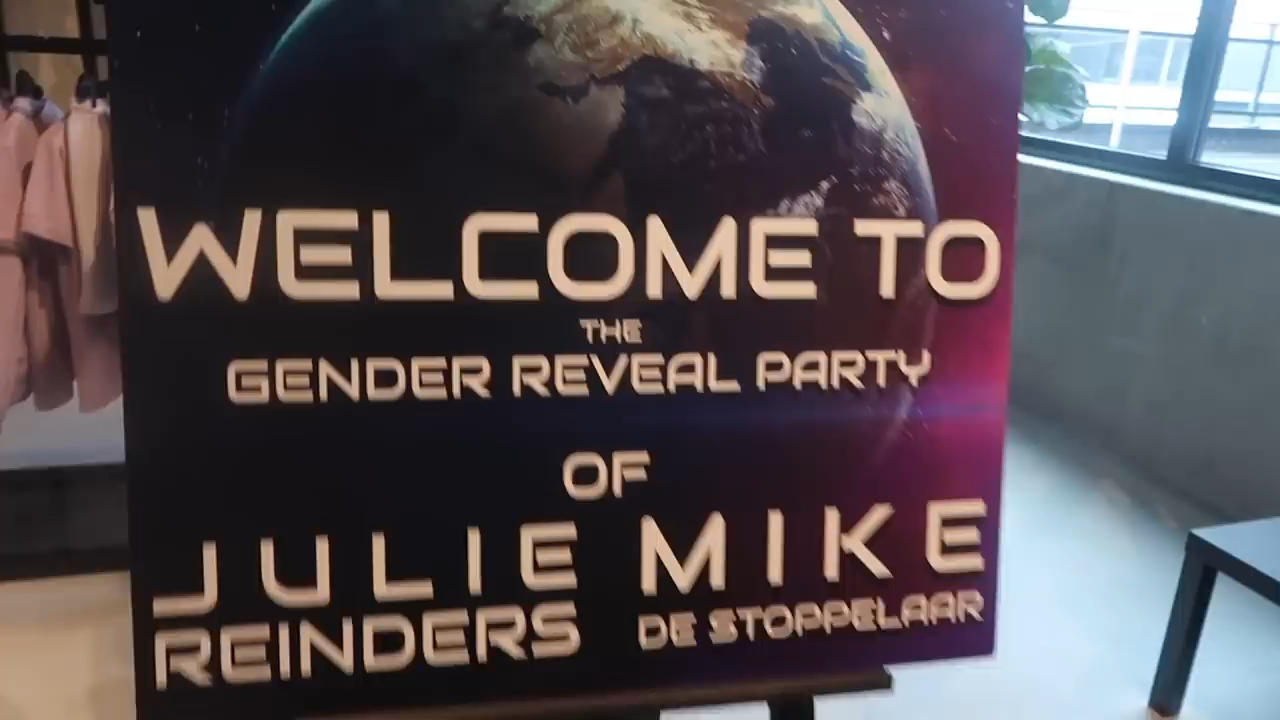 WELCOME TO
THE
GENDER REVEAL PARTY
OF
JULIE MIKE
REINDERS DE STOPPELAAR